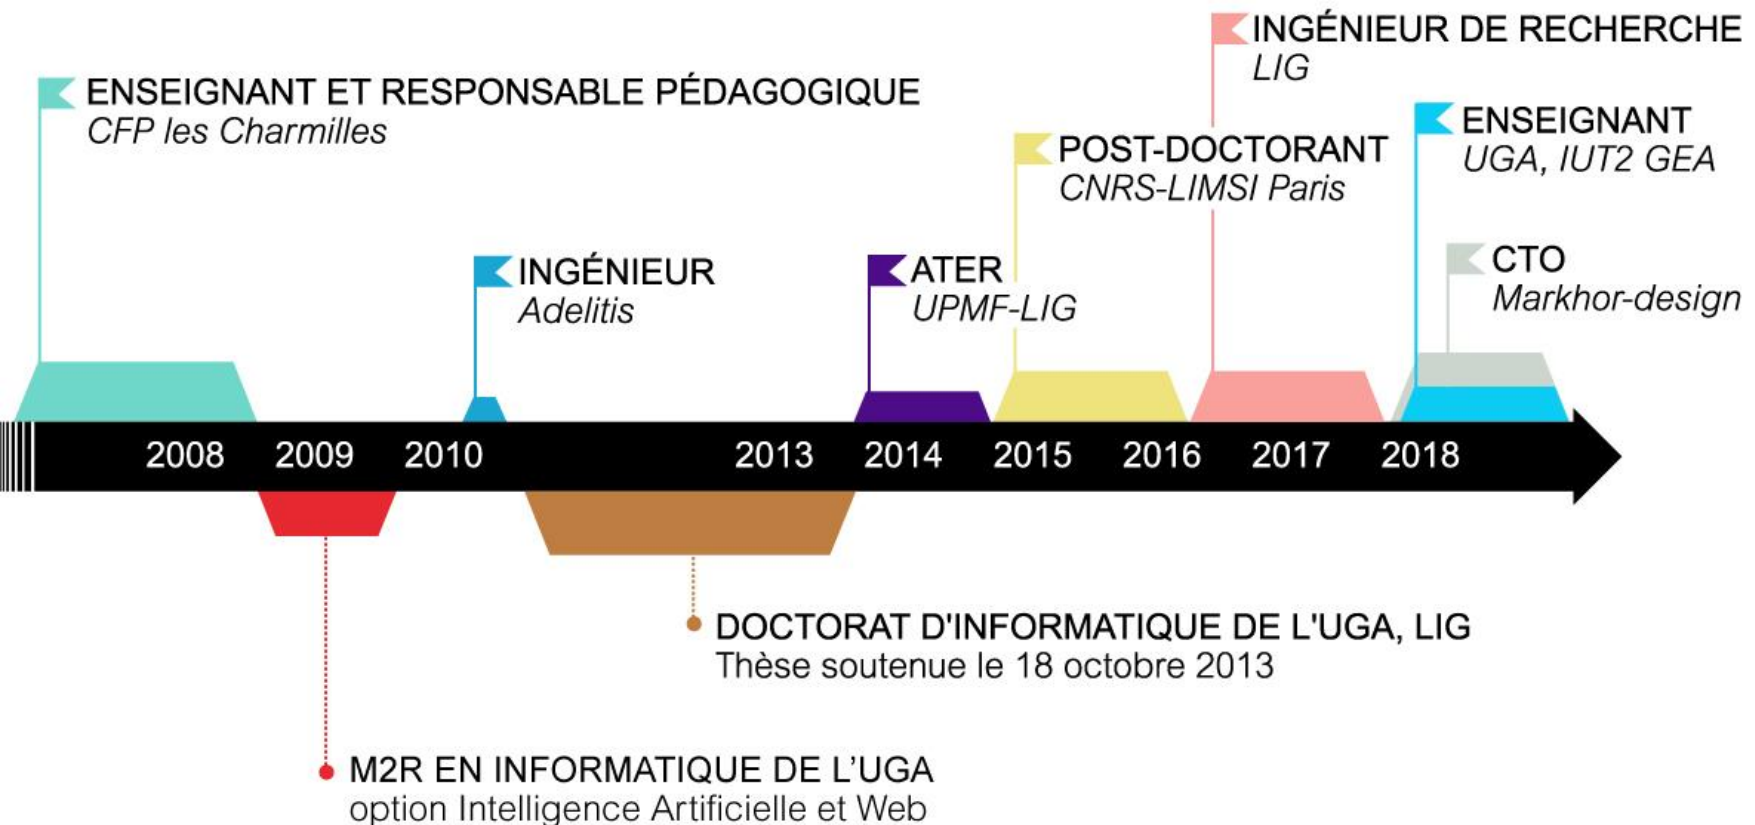 INGÉNIEUR DE RECHERCHE
LIG
ENSEIGNANT ET RESPONSABLE PÉDAGOGIQUE
CFP les Charmilles
ENSEIGNANT
UGA, IUT2 GEA
POST-DOCTORANT
CNRS-LIMSI Paris
CTO
Markhor-design
INGÉNIEUR
Adelitis
ATER
UPMF-LIG
2008 2009 2010 2013 2014 2015 2016 2017 2018
DOCTORAT D'INFORMATIQUE DE L'UGA, LIG
Thèse soutenue le 18 octobre 2013
M2R EN INFORMATIQUE DE L’UGA
option Intelligence Artificielle et Web